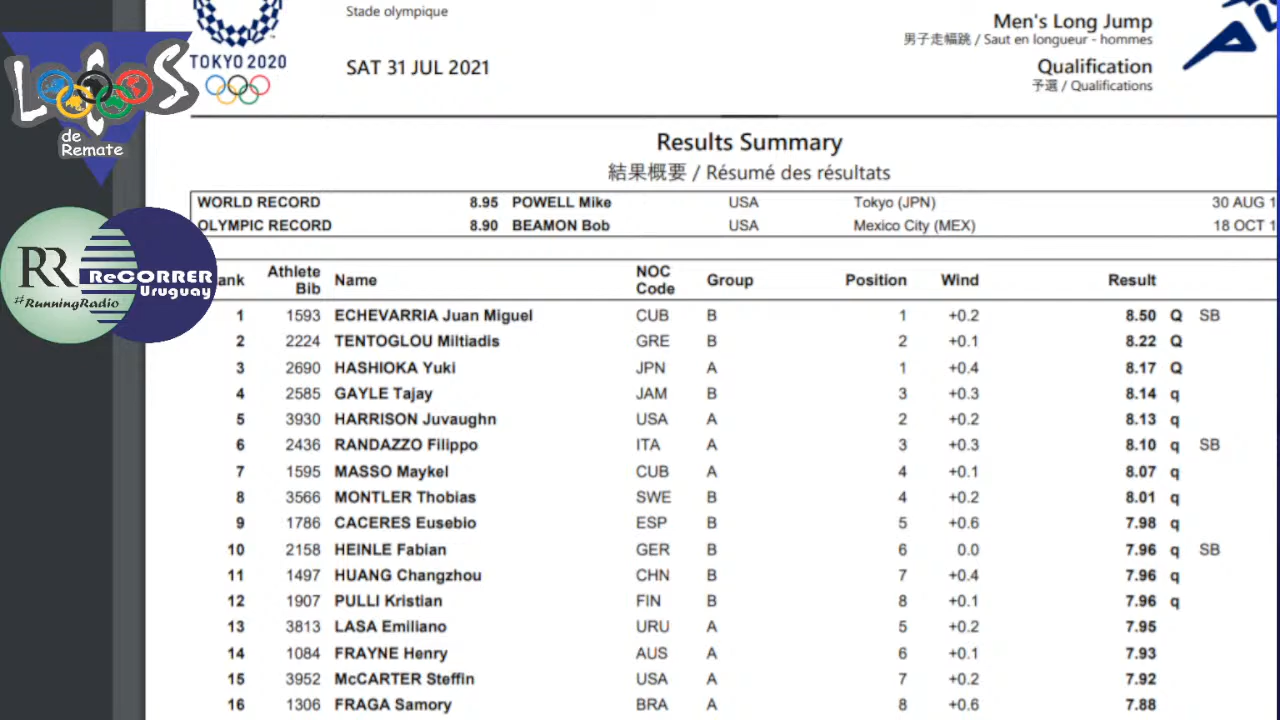 Stade olympique
Men's Long Jump
男子走幅跳 / Saut en longueur - hommes
TOKYO 2020
SAT 31 JUL 2021
Qualification
予選 / Qualifications
LOGOS
de
Remate
Results Summary
結果概要 / Résumé des résultats
WORLD RECORD 8.95 POWELL Mike USA Tokyo (JPN) 30 AUG 1
OLYMPIC RECORD 8.90 BEAMON Bob USA Mexico City (MEX) 18 OCT 1
RR
#RunningRadio
ReCORRER
Uruguay
ank Athlete Bib Name NOC Code Group Position Wind Result
1 1593 ECHEVARRIA Juan Miguel CUB B 1 +0.2 8.50 Q SB
2 2224 TENTOGLOU Miltiadis GRE B 2 +0.1 8.22 Q
3 2690 HASHIOKA Yuki JPN A 1 +0.4 8.17 Q
4 2585 GAYLE Tajay JAM B 3 +0.3 8.14 q
5 3930 HARRISON Juvaughn USA A 2 +0.2 8.13 q
6 2436 RANDAZZO Filippo ITA A 3 +0.3 8.10 q SB
7 1595 MASSO Maykel CUB A 4 +0.1 8.07 q
8 3566 MONTLER Thobias SWE B 4 +0.2 8.01 q
9 1786 CACERES Eusebio ESP B 5 +0.6 7.98 q
10 2158 HEINLE Fabian GER B 6 0.0 7.96 q SB
11 1497 HUANG Changzhou CHN B 7 +0.4 7.96 q
12 1907 PULLI Kristian FIN B 8 +0.1 7.96 q
13 3813 LASA Emiliano URU A 5 +0.2 7.95
14 1084 FRAYNE Henry AUS A 6 +0.1 7.93
15 3952 McCARTER Steffin USA A 7 +0.2 7.92
16 1306 FRAGA Samory BRA A 8 +0.6 7.88